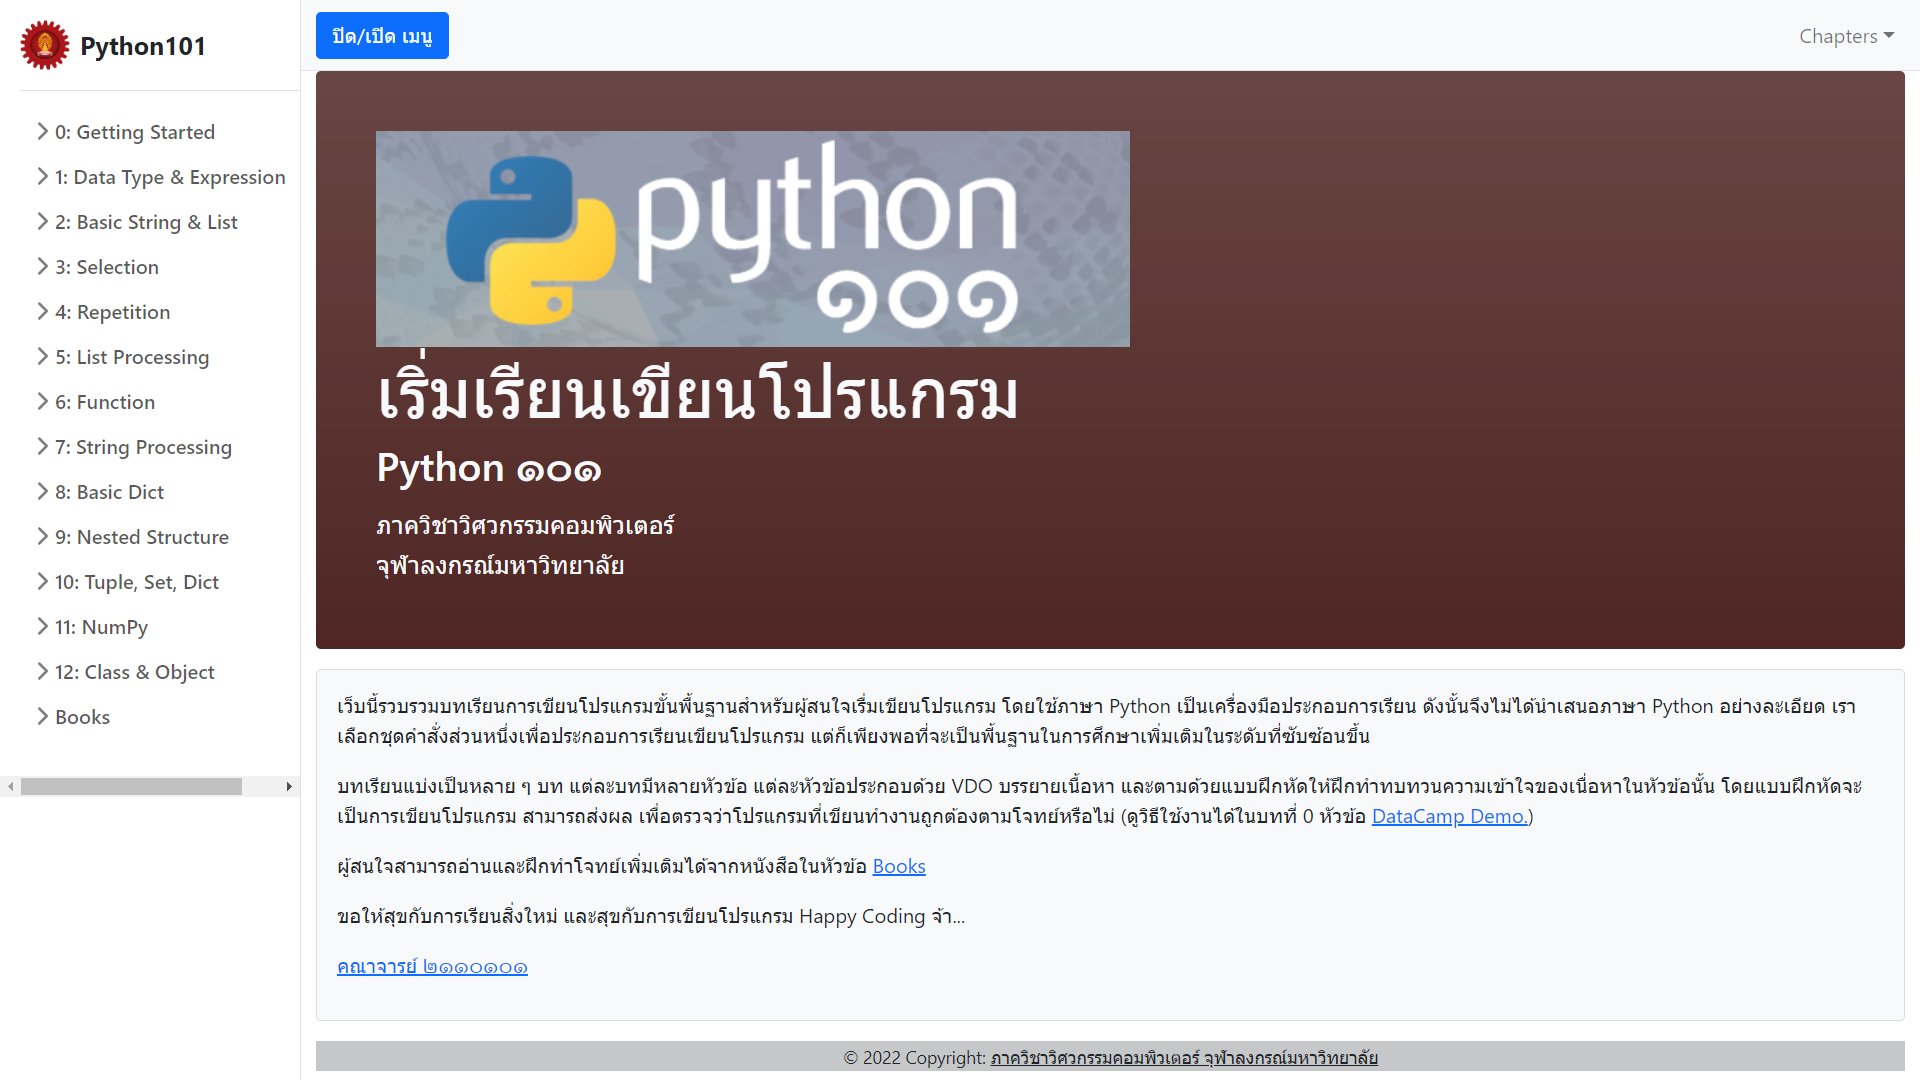 Python101
0: Getting Started
1: Data Type & Expression
2: Basic String & List
3: Selection
4: Repetition
5: List Processing
6: Function
7: String Processing
8: Basic Dict
9: Nested Structure
10: Tuple, Set, Dict
11: NumPy
12: Class & Object
Books
ปิด/เปิด เมนู
Chapters
python
๑๐๑
เริ่มเรียนเขียนโปรแกรม
Python ๑๐๑
ภาควิชาวิศวกรรมคอมพิวเตอร์
จุฬาลงกรณ์มหาวิทยาลัย
เว็บนี้รวบรวมบทเรียนการเขียนโปรแกรมขั้นพื้นฐานสำหรับผู้สนใจเริ่มเขียนโปรแกรม โดยใช้ภาษา Python เป็นเครื่องมือประกอบการเรียน ดังนั้นจึงไม่ได้นำเสนอภาษา Python อย่างละเอียด เรา
เลือกชุดคำสั่งส่วนหนึ่งเพื่อประกอบการเรียนเขียนโปรแกรม แต่ก็เพียงพอที่จะเป็นพื้นฐานในการศึกษาเพิ่มเติมในระดับที่ซับซ้อนขึ้น
บทเรียนแบ่งเป็นหลาย ๆ บท แต่ละบทมีหลายหัวข้อ แต่ละหัวข้อประกอบด้วย VDO บรรยายเนื้อหา และตามด้วยแบบฝึกหัดให้ฝึกทำทบทวนความเข้าใจของเนื่อหาในหัวข้อนั้น โดยแบบฝึกหัดจะ
เป็นการเขียนโปรแกรม สามารถส่งผล เพื่อตรวจว่าโปรแกรมที่เขียนทำงานถูกต้องตามโจทย์หรือไม่ (ดูวิธีใช้งานได้ในบทที่ 0 หัวข้อ DataCamp Demo.)
ผู้สนใจสามารถอ่านและฝึกทำโจทย์เพิ่มเติมได้จากหนังสือในหัวข้อ Books
ขอให้สุขกับการเรียนสิ่งใหม่ และสุขกับการเขียนโปรแกรม Happy Coding จ้า...
คณาจารย์ ๒๑๑๐๑๐๑
© 2022 Copyright: ภาควิชาวิศวกรรมคอมพิวเตอร์ จุฬาลงกรณ์มหาวิทยาลัย